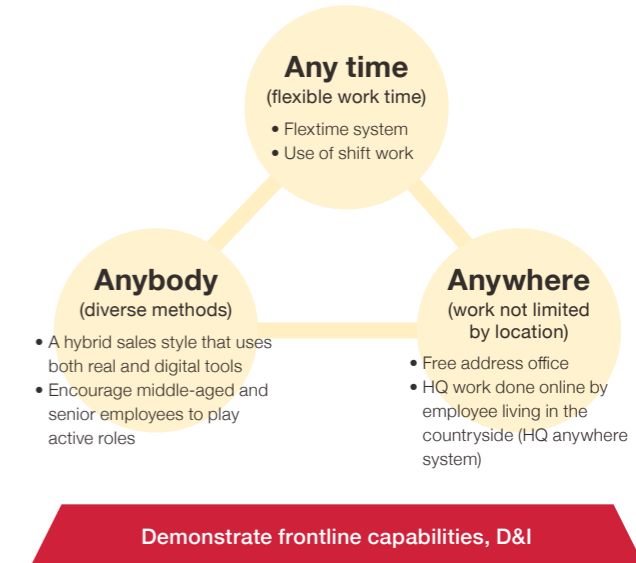 Any time
(flexible work time)
• Flextime system
• Use of shift work
Anybody
(diverse methods)
• A hybrid sales style that uses
both real and digital tools
• Encourage middle-aged and
senior employees to play
active roles
Anywhere
(work not limited
by location)
• Free address office
• HQ work done online by
employee living in the
countryside (HQ anywhere
system)
Demonstrate frontline capabilities, D&I